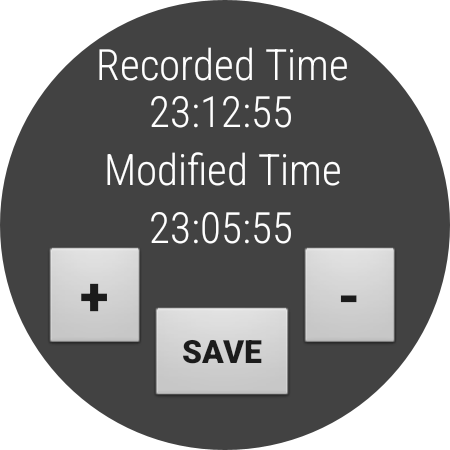 Recorded Time
23:12:55
Modified Time
23:05:55
+
-
SAVE